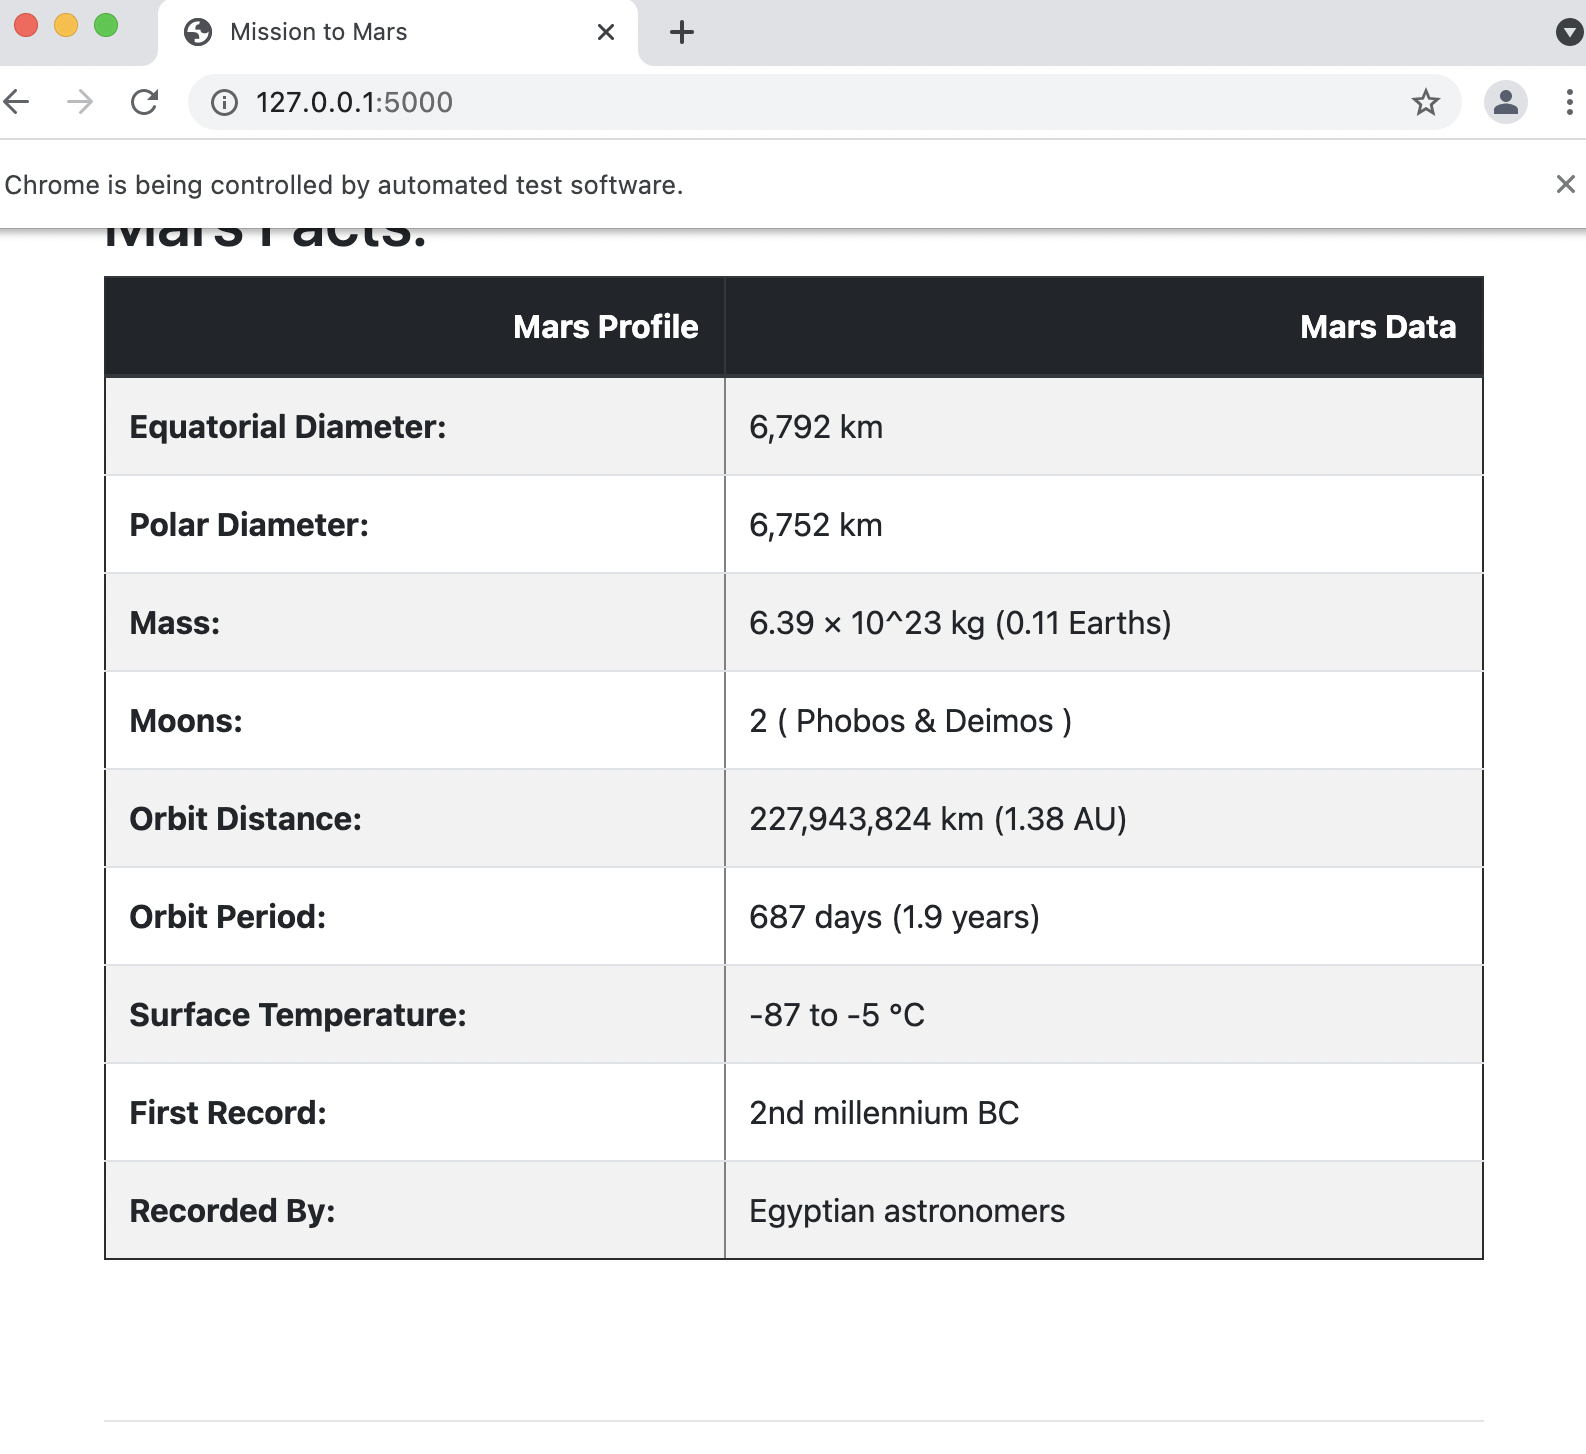 Mission to Mars
127.0.0.1:5000
Chrome is being controlled by automated test software.
Mars Facts:
Mars Profile Mars Data
Equatorial Diameter: 6,792 km
Polar Diameter: 6,752 km
Mass: 6.39 × 10^23 kg (0.11 Earths)
Moons: 2 ( Phobos & Deimos )
Orbit Distance: 227,943,824 km (1.38 AU)
Orbit Period: 687 days (1.9 years)
Surface Temperature: -87 to -5 °C
First Record: 2nd millennium BC
Recorded By: Egyptian astronomers